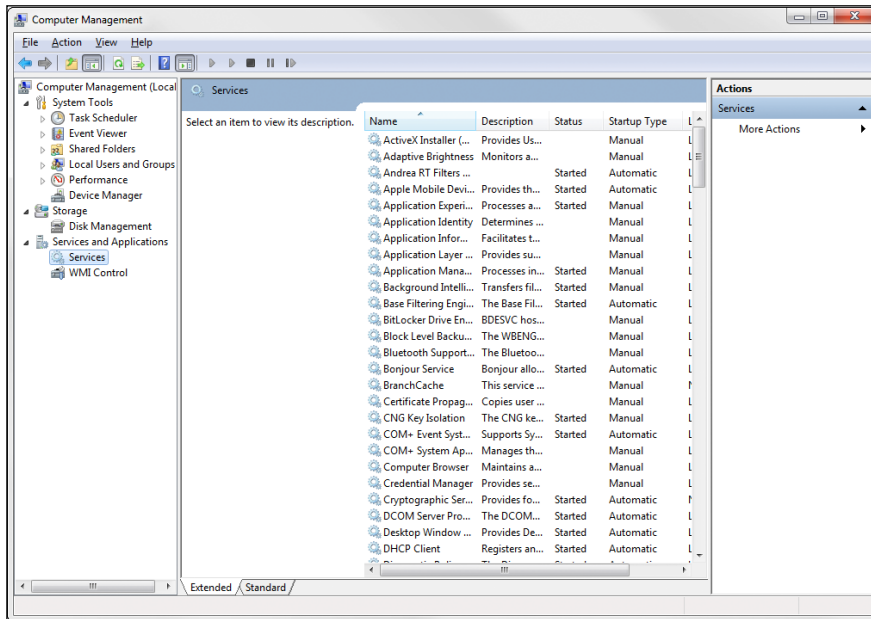 Computer Management
File Action View Help
Computer Management (Local
System Tools
Task Scheduler
Event Viewer
Shared Folders
Local Users and Groups
Performance
Device Manager
Storage
Disk Management
Services and Applications
Services
WMI Control
Services
Select an item to view its description.
Name Description Status Startup Type L
ActiveX Installer (... Provides Us... Manual L
Adaptive Brightness Monitors a... Manual L
Andrea RT Filters ... Started Automatic L
Apple Mobile Devi... Provides th... Started Automatic L
Application Experi... Processes a... Started Manual L
Application Identity Determines ... Manual L
Application Infor... Facilitates t... Manual L
Application Layer ... Provides su... Manual L
Application Mana... Processes in... Started Manual L
Background Intelli... Transfers fil... Started Manual L
Base Filtering Engi... The Base Fil... Started Automatic L
BitLocker Drive En... BDESVC hos... Manual L
Block Level Backu... The WBENG... Manual L
Bluetooth Support... The Bluetoo... Manual L
Bonjour Service Bonjour allo... Started Automatic L
BranchCache This service ... Manual N
Certificate Propag... Copies user ... Manual L
CNG Key Isolation The CNG ke... Started Manual L
COM+ Event Syst... Supports Sy... Started Automatic L
COM+ System Ap... Manages th... Manual L
Computer Browser Maintains a... Manual L
Credential Manager Provides se... Manual L
Cryptographic Ser... Provides fo... Started Automatic N
DCOM Server Pro... The DCOM... Started Automatic L
Desktop Window ... Provides De... Started Automatic L
DHCP Client Registers an... Started Automatic L
Extended Standard
Actions
Services
More Actions